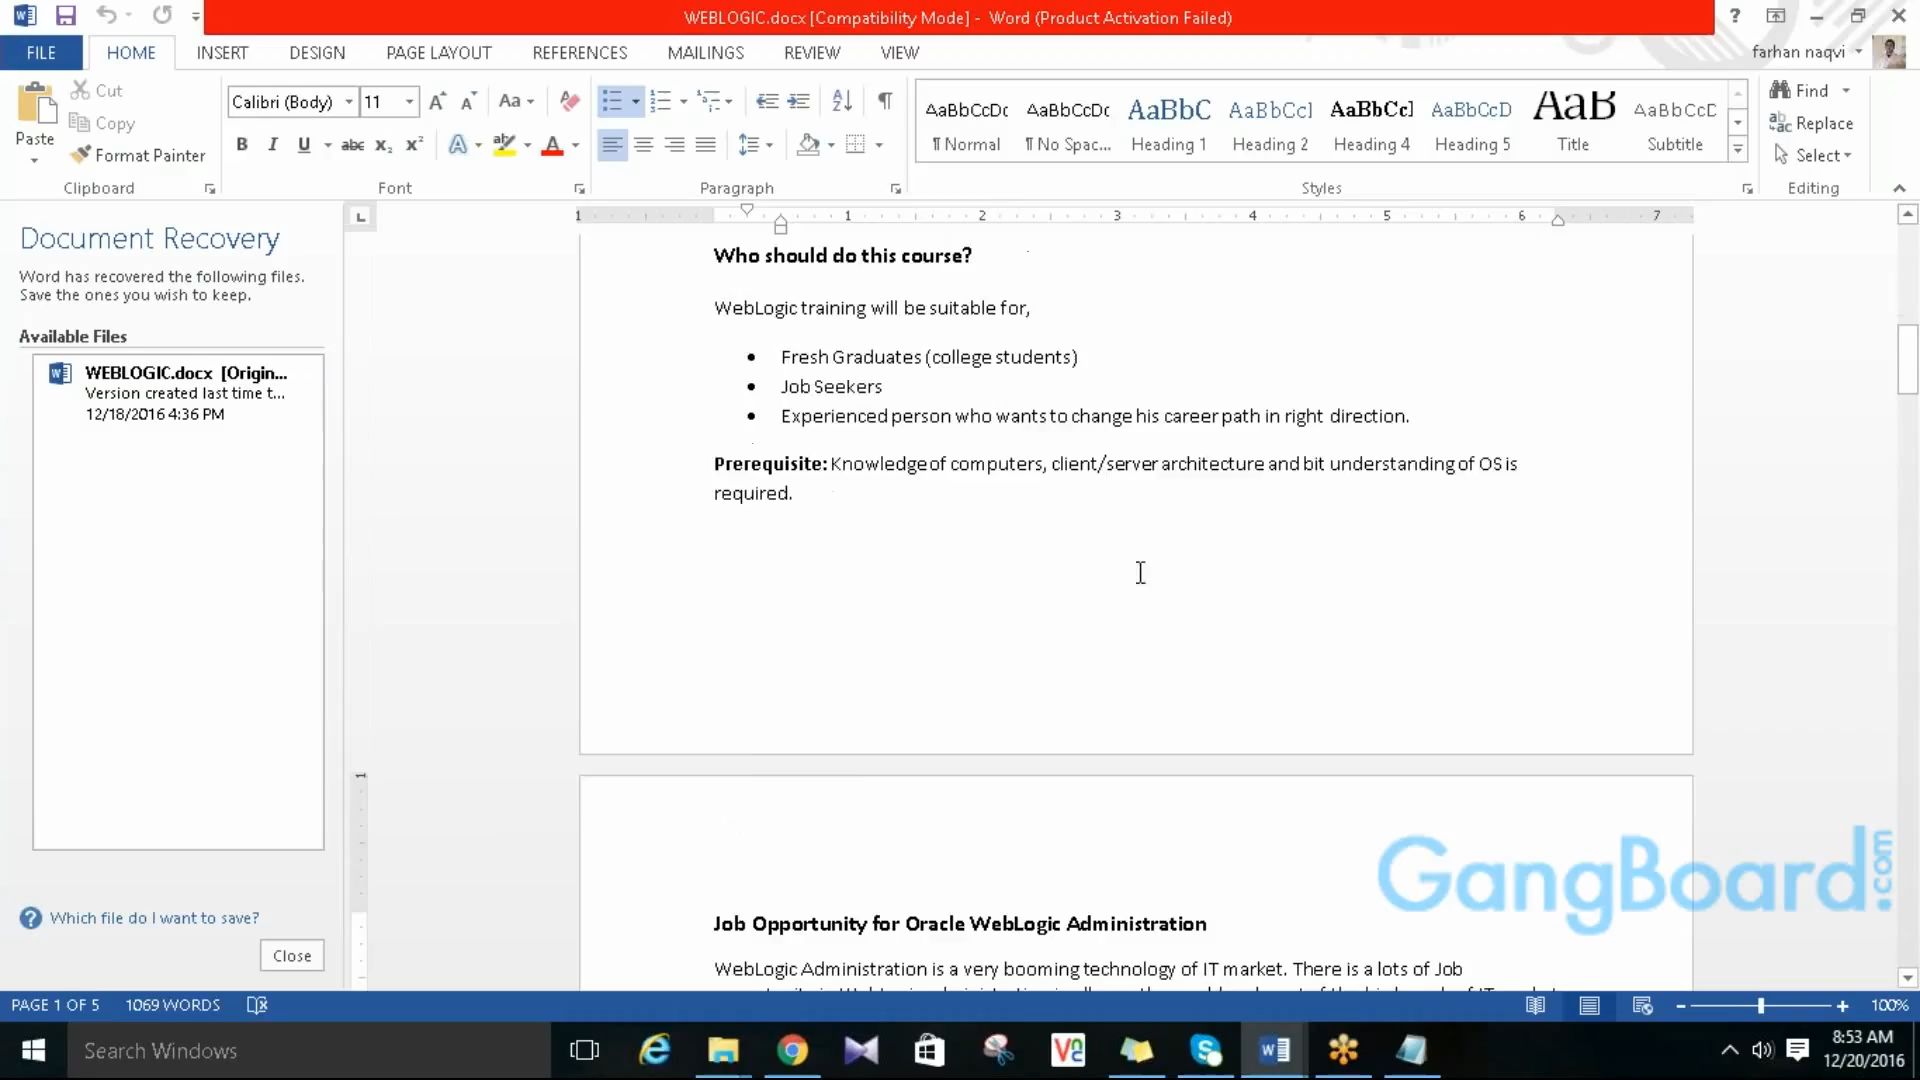 WEBLOGIC.docx [Compatibility Mode] - Word (Product Activation Failed)
FILE HOME INSERT DESIGN PAGE LAYOUT REFERENCES MAILINGS REVIEW VIEW farhan naqvi
Cut
Copy
Format Painter
Paste
Calibri (Body) 11
AaBbCcDc AaBbCcDc AaBbC AaBbCcI AaBbCcI AaBbCcD AaB AaBbCcD
¶ Normal ¶ No Spac... Heading 1 Heading 2 Heading 4 Heading 5 Title Subtitle
Find
Replace
Select
Clipboard Font Paragraph Styles Editing
1 1 2 3 4 5 6 7
Document Recovery
Word has recovered the following files.
Save the ones you wish to keep.
Available Files
WEBLOGIC.docx [Origin...
Version created last time t...
12/18/2016 4:36 PM
Which file do I want to save?
Close
Who should do this course?
WebLogic training will be suitable for,
• Fresh Graduates (college students)
• Job Seekers
• Experienced person who wants to change his career path in right direction.
Prerequisite: Knowledge of computers, client/server architecture and bit understanding of OS is
required.
GangBoard.com
Job Opportunity for Oracle WebLogic Administration
WebLogic Administration is a very booming technology of IT market. There is a lots of Job
PAGE 1 OF 5 1069 WORDS 100%
Search Windows
8:53 AM
12/20/2016